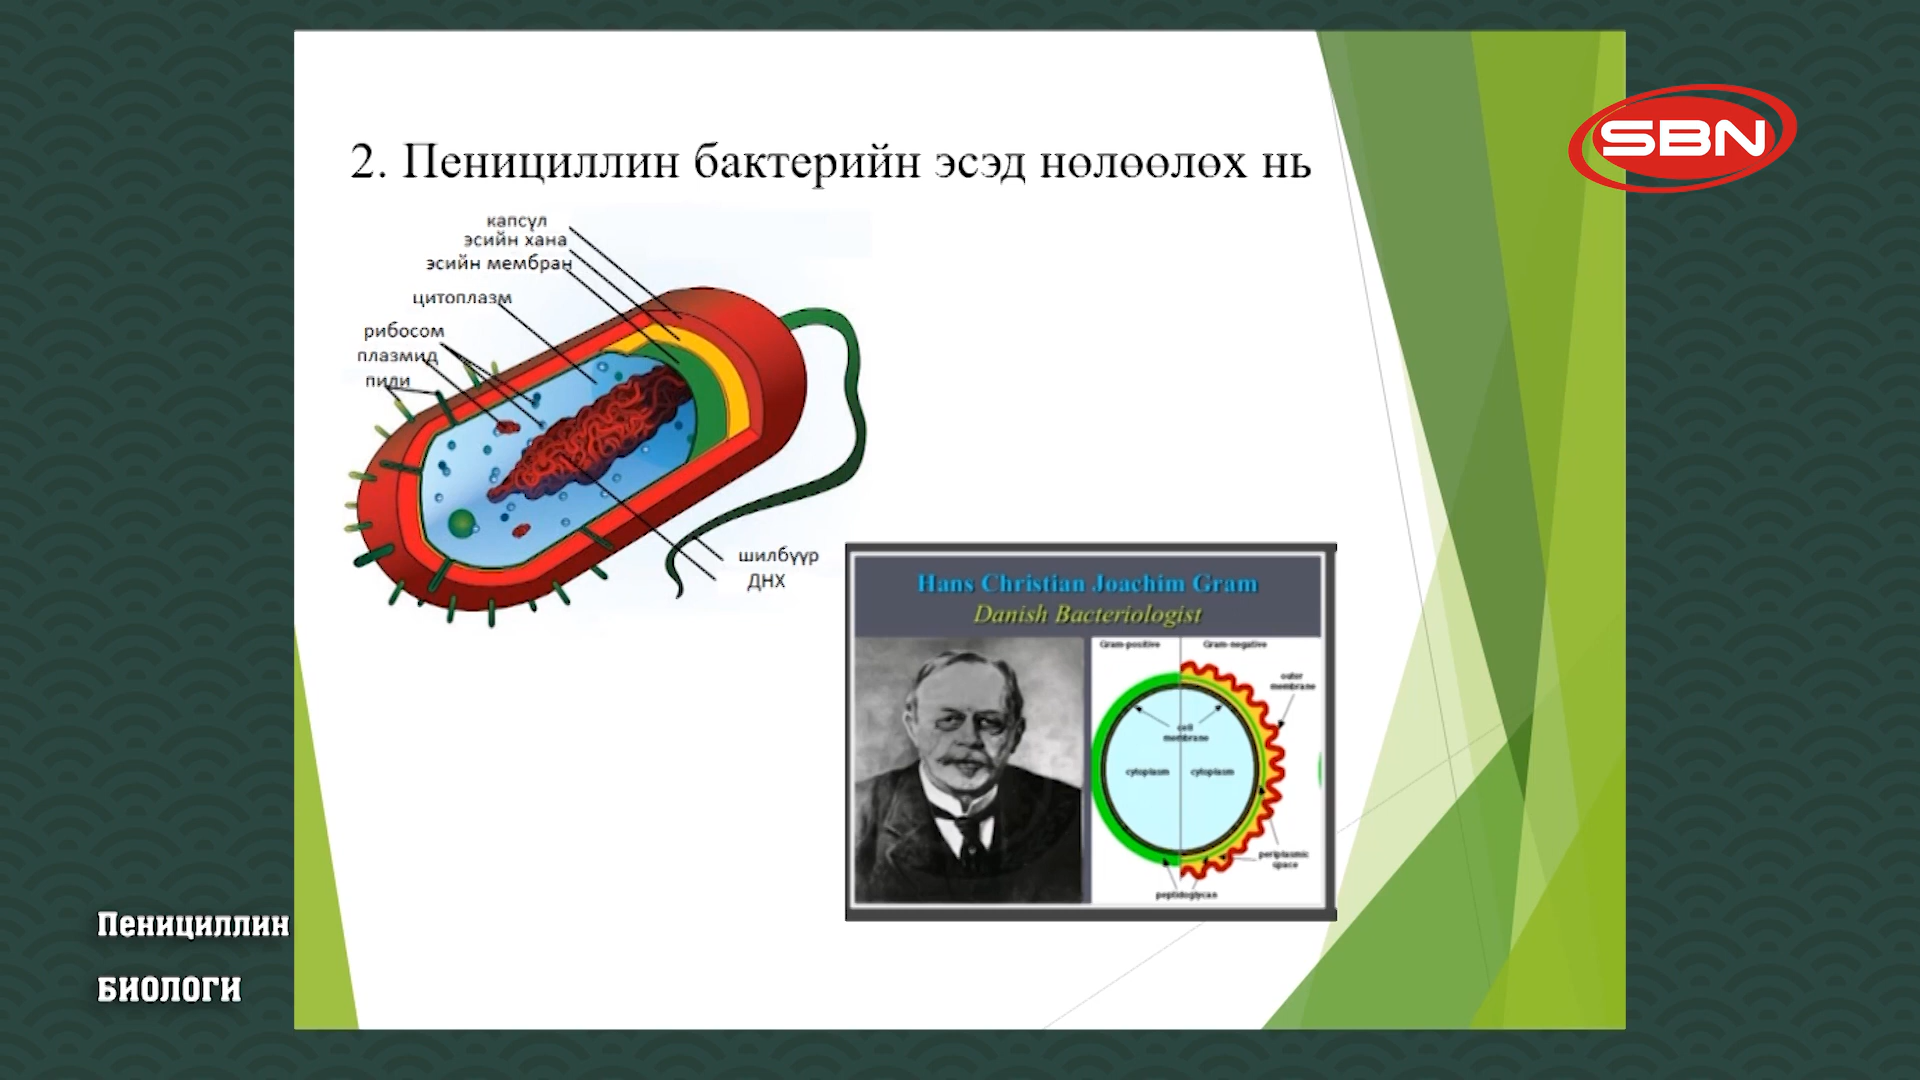 SBN
2. Пенициллин бактерийн эсэд нөлөөлөх нь
капсул
эсийн хана
эсийн мембран
цитоплазм
рибосом
плазмид
пили
шилбүүр
ДНХ
Hans Christian Joachim Gram
Danish Bacteriologist
Gram-positive
Gram-negative
outer
membrane
cell
membrane
cytoplasm
cytoplasm
periplasmic
space
peptidoglycan
Пенициллин
БИОЛОГИ